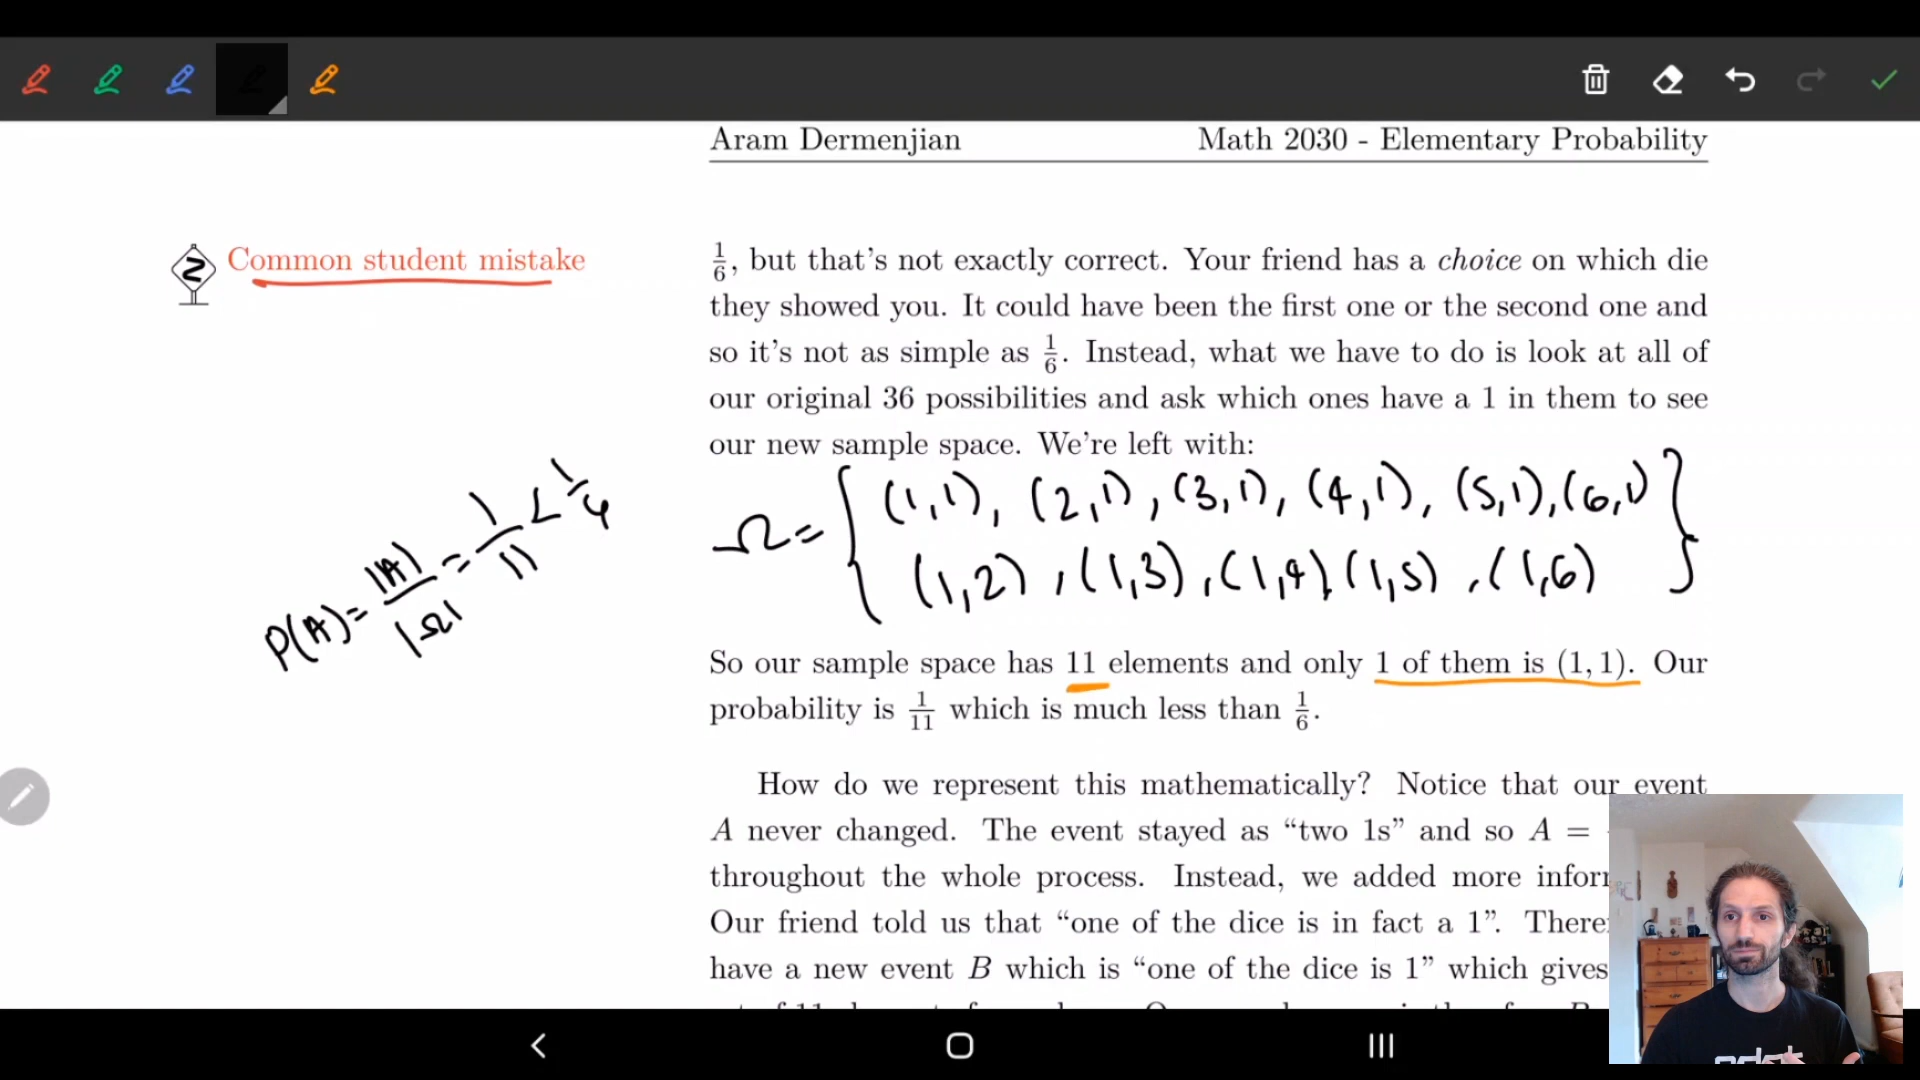 Aram Dermenjian
Math 2030 - Elementary Probability
Common student mistake
1/6, but that's not exactly correct. Your friend has a choice on which die
they showed you. It could have been the first one or the second one and
so it's not as simple as 1/6. Instead, what we have to do is look at all of
our original 36 possibilities and ask which ones have a 1 in them to see
our new sample space. We're left with:
Ω = { (1,1), (2,1), (3,1), (4,1), (5,1), (6,1)
(1,2), (1,3), (1,4), (1,5), (1,6) }
P(A) = |A|/|Ω| = 1/11 <
So our sample space has 11 elements and only 1 of them is (1, 1). Our
probability is 1/11 which is much less than 1/6.
How do we represent this mathematically? Notice that our event
A never changed. The event stayed as “two 1s” and so A =
throughout the whole process. Instead, we added more infor
Our friend told us that “one of the dice is in fact a 1”. There
have a new event B which is “one of the dice is 1” which gives